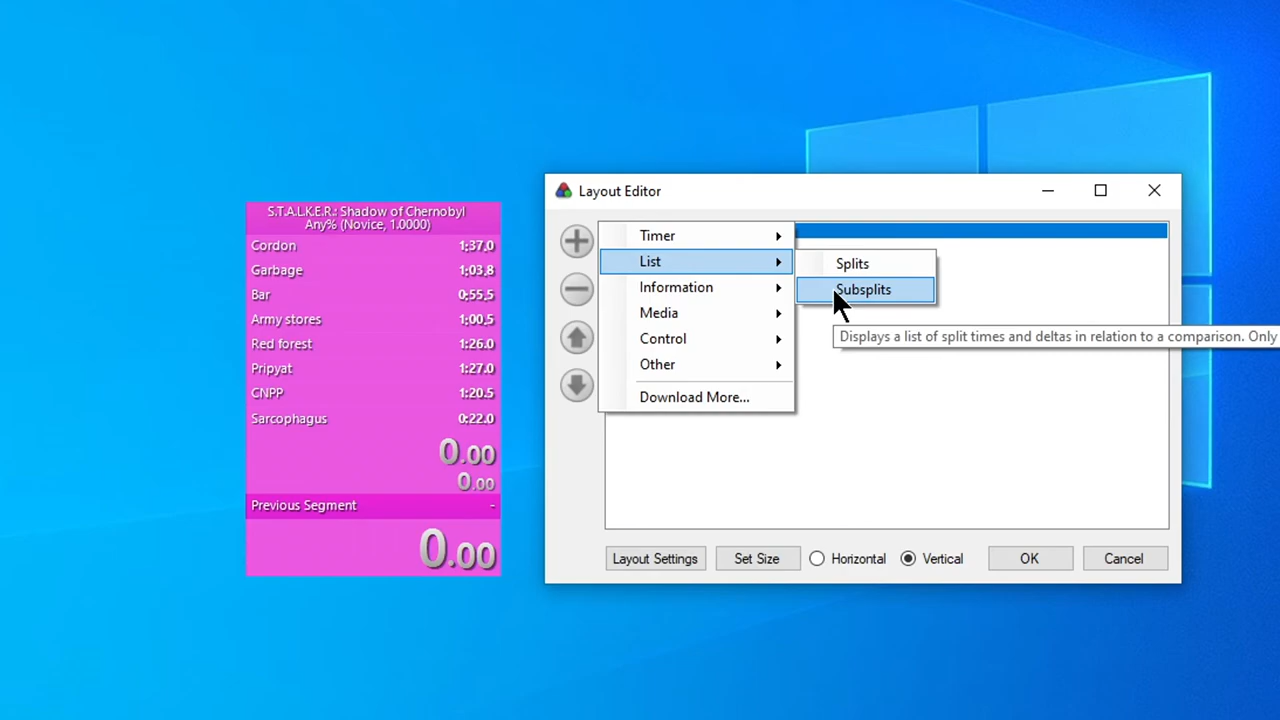 S.T.A.L.K.E.R.: Shadow of Chernobyl
Any% (Novice, 1.0000)
Cordon 1:37.0
Garbage 1:03.8
Bar 0:55.5
Army stores 1:00.5
Red forest 1:26.0
Pripyat 1:27.0
CNPP 1:20.5
Sarcophagus 0:22.0
0.00
0.00
Previous Segment -
0.00
Layout Editor
Timer
List
Information
Media
Control
Other
Download More...
Splits
Subsplits
Displays a list of split times and deltas in relation to a comparison. Only
Layout Settings
Set Size
Horizontal
Vertical
OK
Cancel